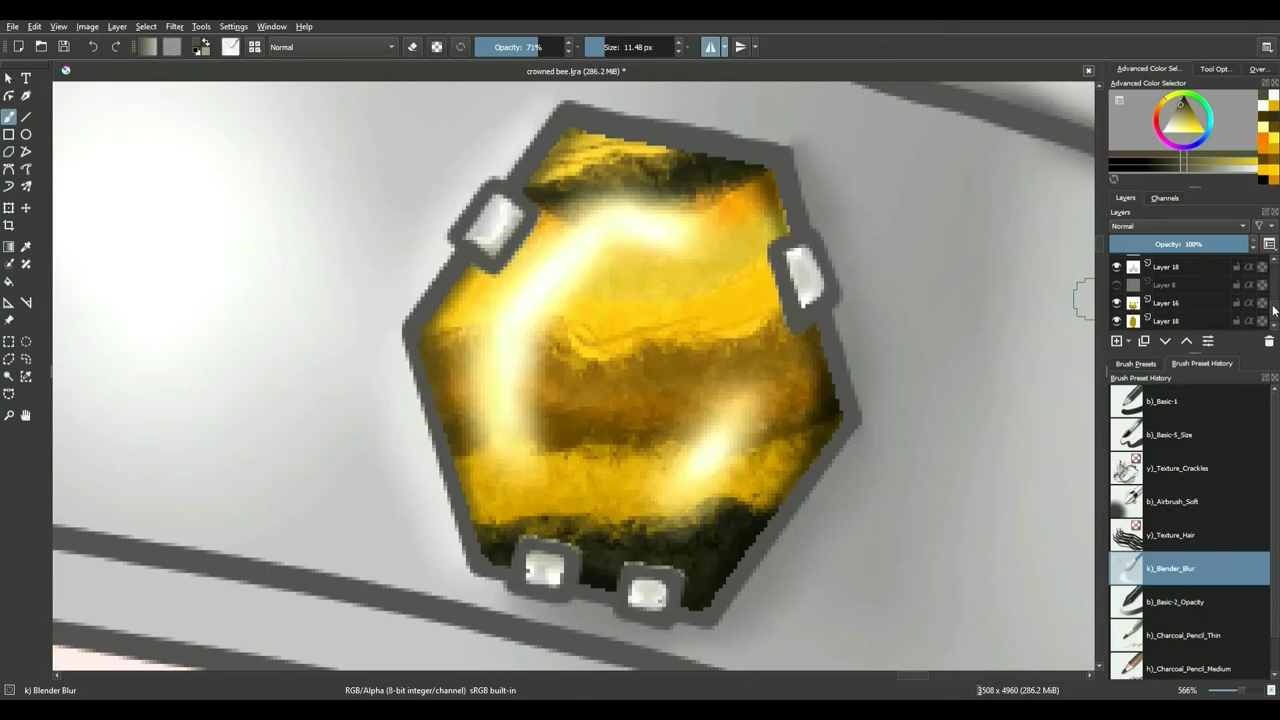 File Edit View Image Layer Select Filter Tools Settings Window Help
Normal Opacity: 71% Size: 11.48 px
crowned bee.kra (286.2 MiB) *
Advanced Color Sel... Tool Opt... Over...
Advanced Color Selector
Layers Channels
Layers
Normal
Opacity: 100%
Layer 18
Layer 8
Layer 16
Layer 18
Brush Presets Brush Preset History
Brush Preset History
b)_Basic-1
b)_Basic-5_Size
y)_Texture_Crackles
b)_Airbrush_Soft
y)_Texture_Hair
k)_Blender_Blur
b)_Basic-2_Opacity
h)_Charcoal_Pencil_Thin
h)_Charcoal_Pencil_Medium
k) Blender Blur RGB/Alpha (8-bit integer/channel) sRGB built-in 3508 x 4960 (286.2 MiB) 566%